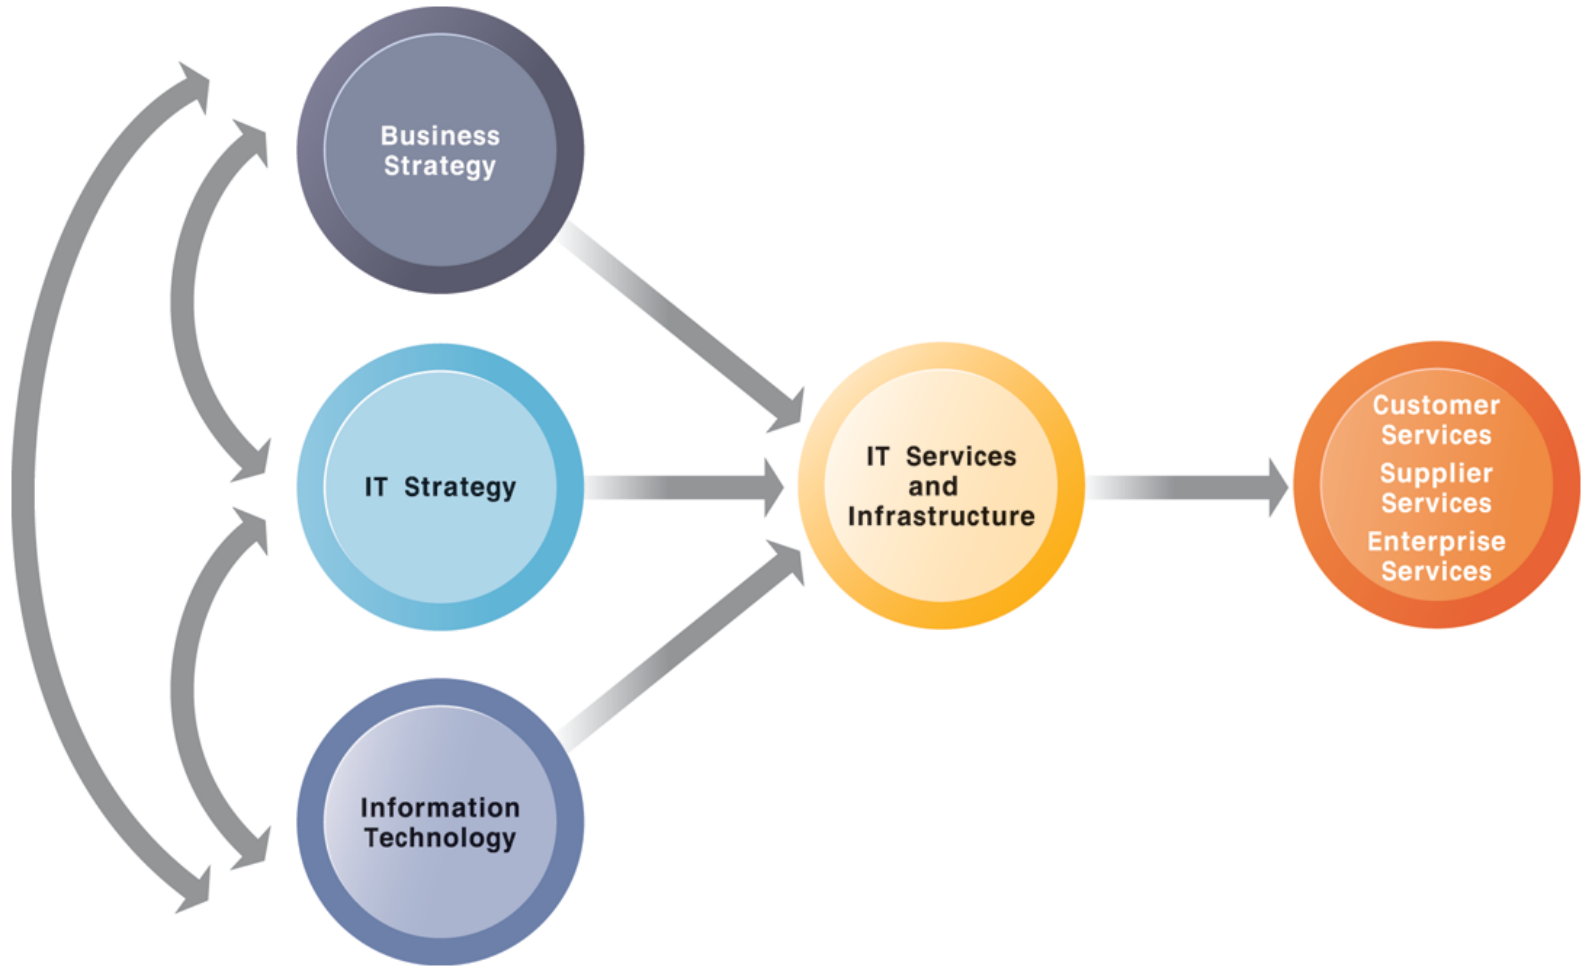 Business
Strategy
IT Strategy
Information
Technology
IT Services
and
Infrastructure
Customer
Services
Supplier
Services
Enterprise
Services